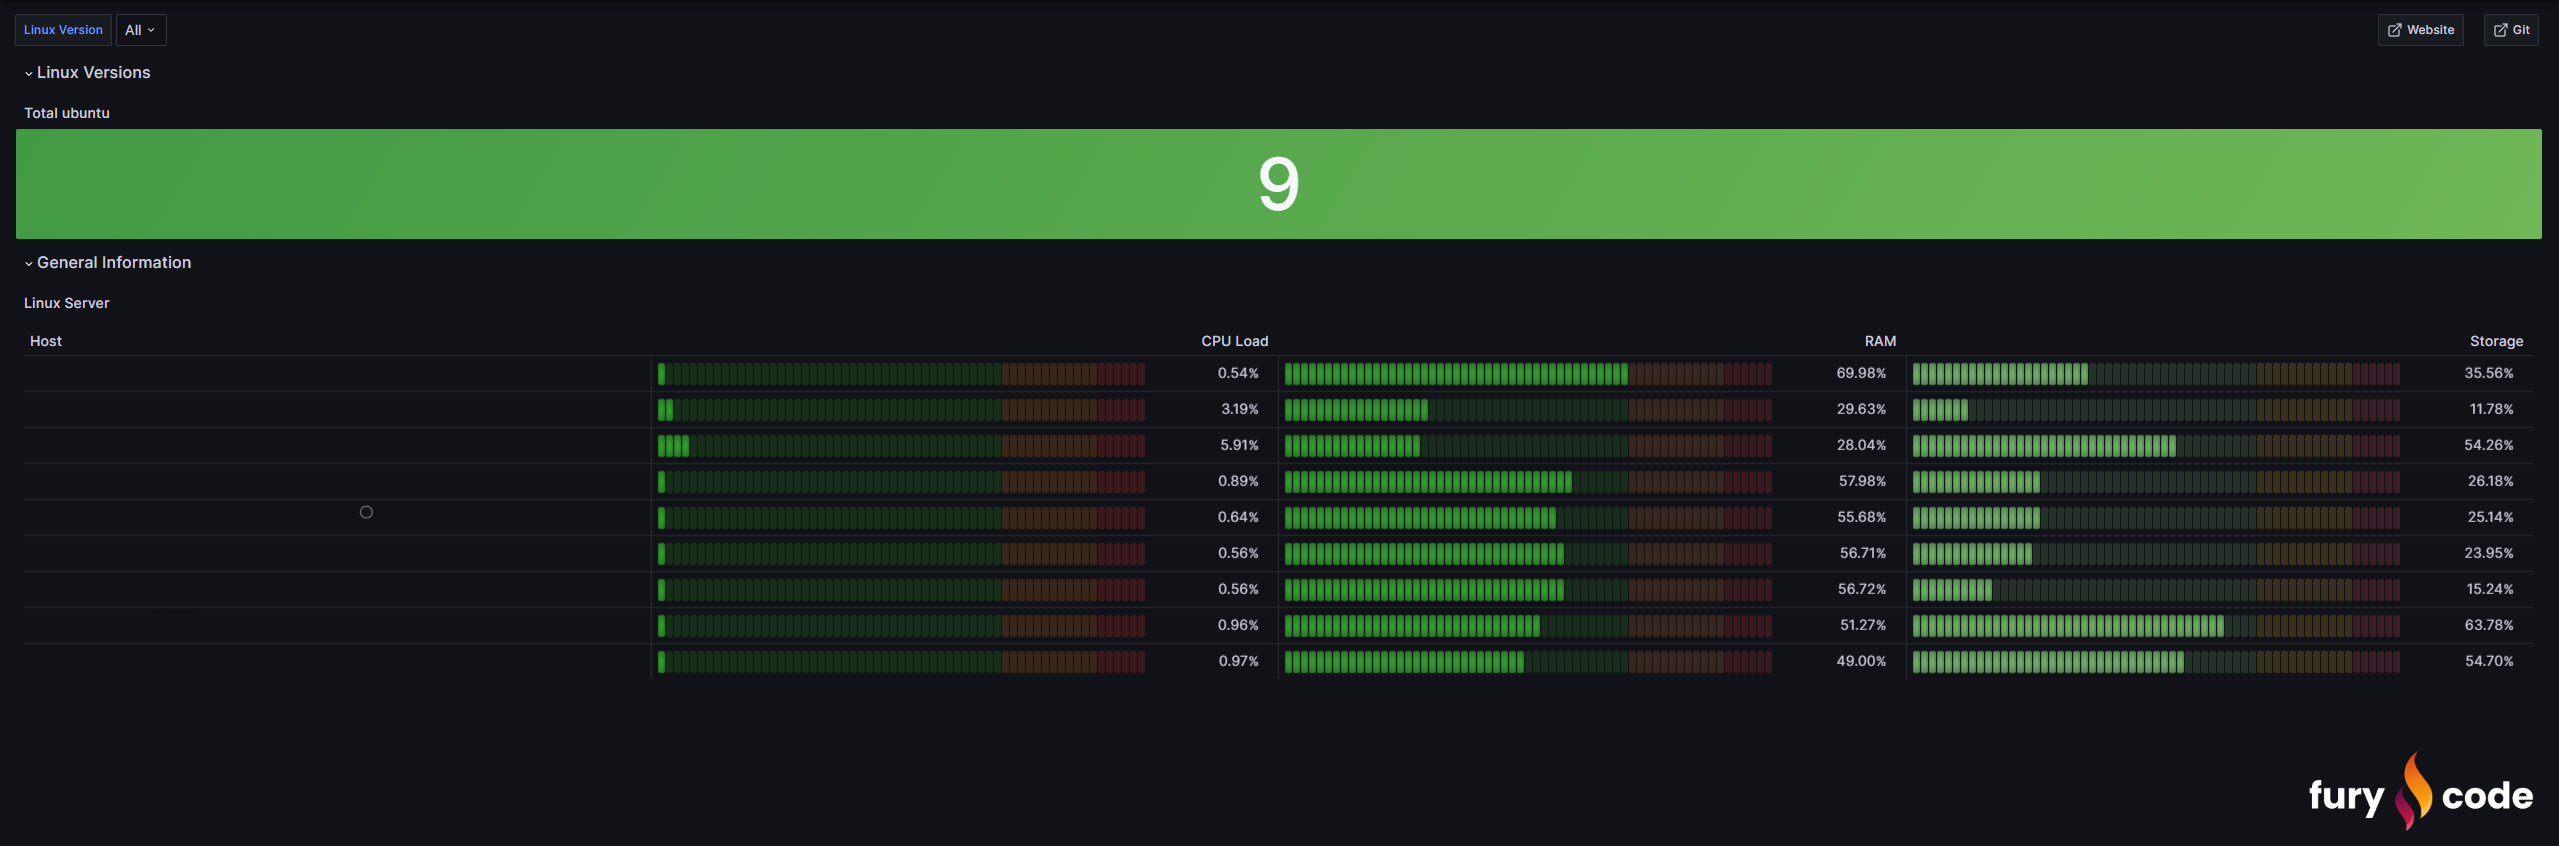 Linux Version All Website Git
Linux Versions
Total ubuntu
9
General Information
Linux Server
Host CPU Load RAM Storage
0.54% 69.98% 35.56%
3.19% 29.63% 11.78%
5.91% 28.04% 54.26%
0.89% 57.98% 26.18%
0.64% 55.68% 25.14%
0.56% 56.71% 23.95%
0.56% 56.72% 15.24%
0.96% 51.27% 63.78%
0.97% 49.00% 54.70%
fury code